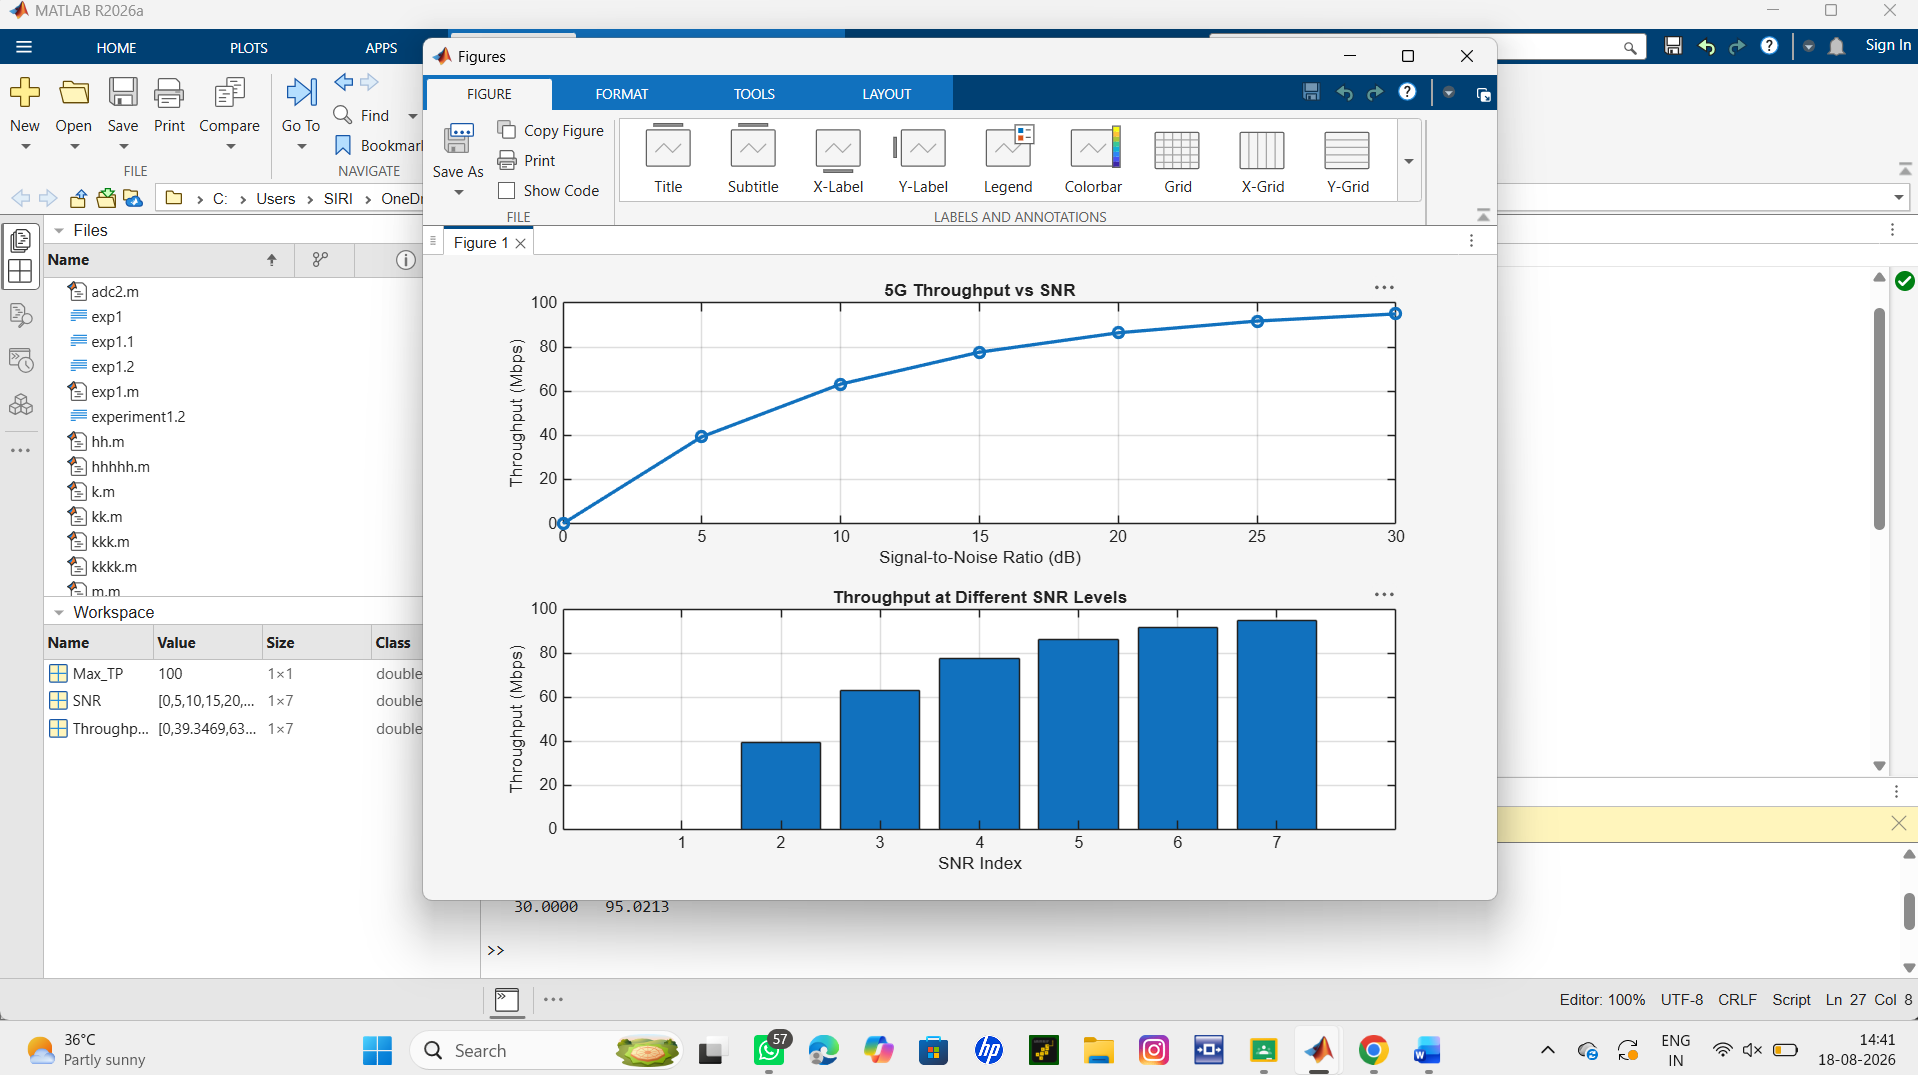 MATLAB R2026a
HOME
PLOTS
APPS
Sign In
New
Open
Save
Print
Compare
Go To
Find
Bookmark
FILE
NAVIGATE
C:
Users
SIRI
Files
Name
adc2.m
exp1
exp1.1
exp1.2
exp1.m
experiment1.2
hh.m
hhhhh.m
k.m
kk.m
kkk.m
kkkk.m
m.m
Workspace
Name Value Size Class
Max_TP 100 1×1 double
SNR [0,5,10,15,20,... 1×7 double
Throughp... [0,39.3469,63... 1×7 double
Figures
FIGURE
FORMAT
TOOLS
LAYOUT
Save As
Copy Figure
Print
Show Code
FILE
Title
Subtitle
X-Label
Y-Label
Legend
Colorbar
Grid
X-Grid
Y-Grid
LABELS AND ANNOTATIONS
Figure 1
5G Throughput vs SNR
Throughput (Mbps)
100
80
60
40
20
0
0 5 10 15 20 25 30
Signal-to-Noise Ratio (dB)
Throughput at Different SNR Levels
Throughput (Mbps)
100
80
60
40
20
0
1 2 3 4 5 6 7
SNR Index
30.0000 95.0213
>>
Editor: 100% UTF-8 CRLF Script Ln 27 Col 8
36°C
Partly sunny
Search
57
ENG
IN
14:41
18-08-2026